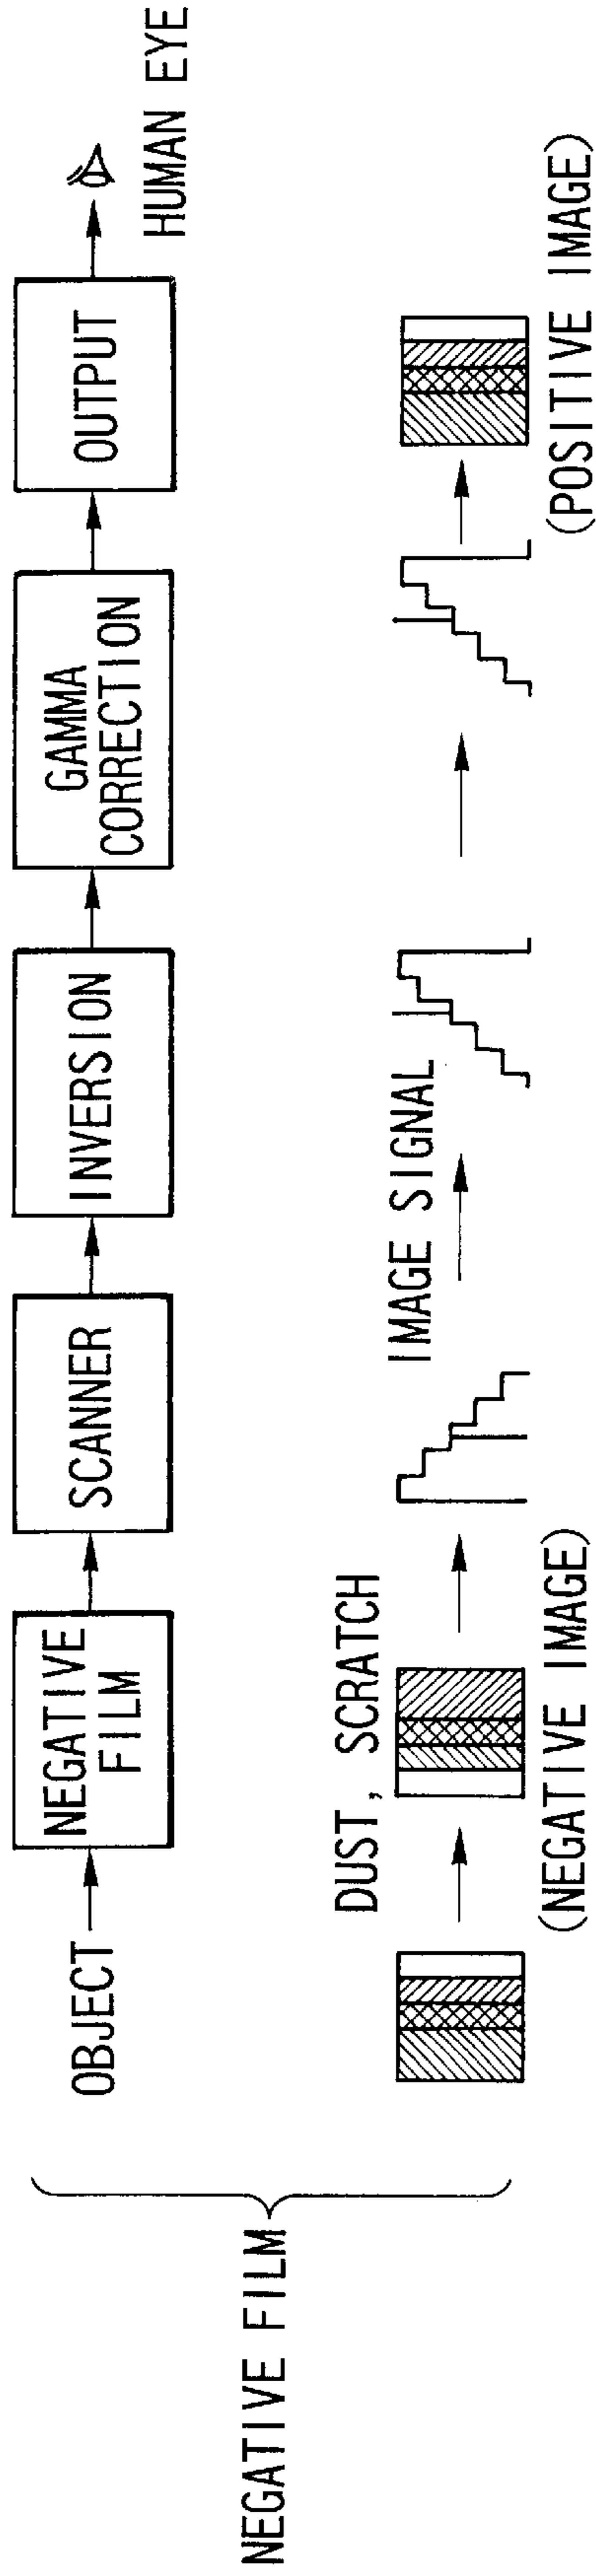 NEGATIVE FILM
OBJECT
NEGATIVE
FILM
SCANNER
INVERSION
GAMMA
CORRECTION
OUTPUT
HUMAN EYE
DUST, SCRATCH
IMAGE SIGNAL
(NEGATIVE IMAGE)
(POSITIVE IMAGE)